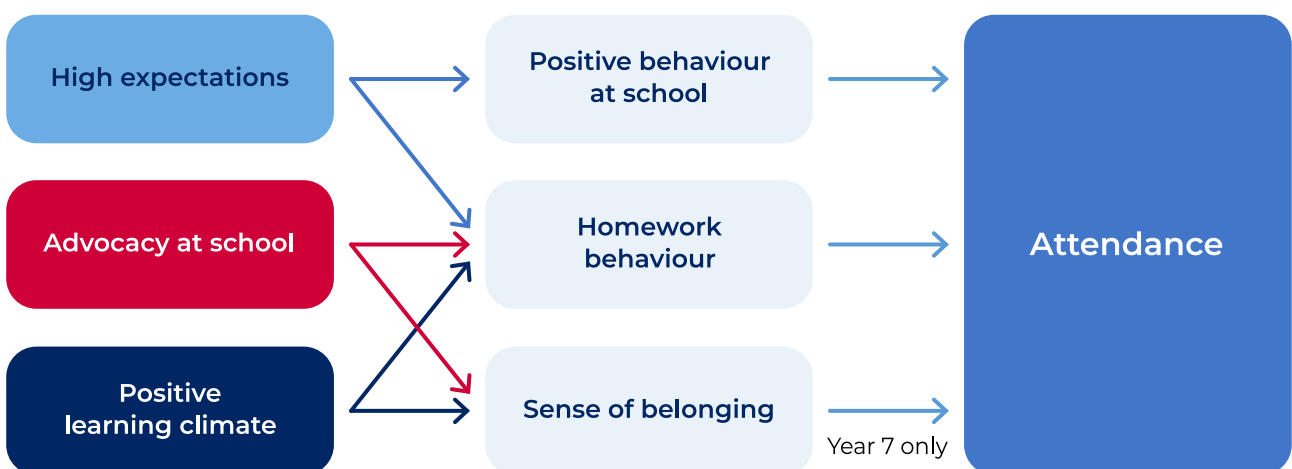 High expectations
Positive behaviour
at school
Advocacy at school
Homework
behaviour
Attendance
Positive
learning climate
Sense of belonging
Year 7 only